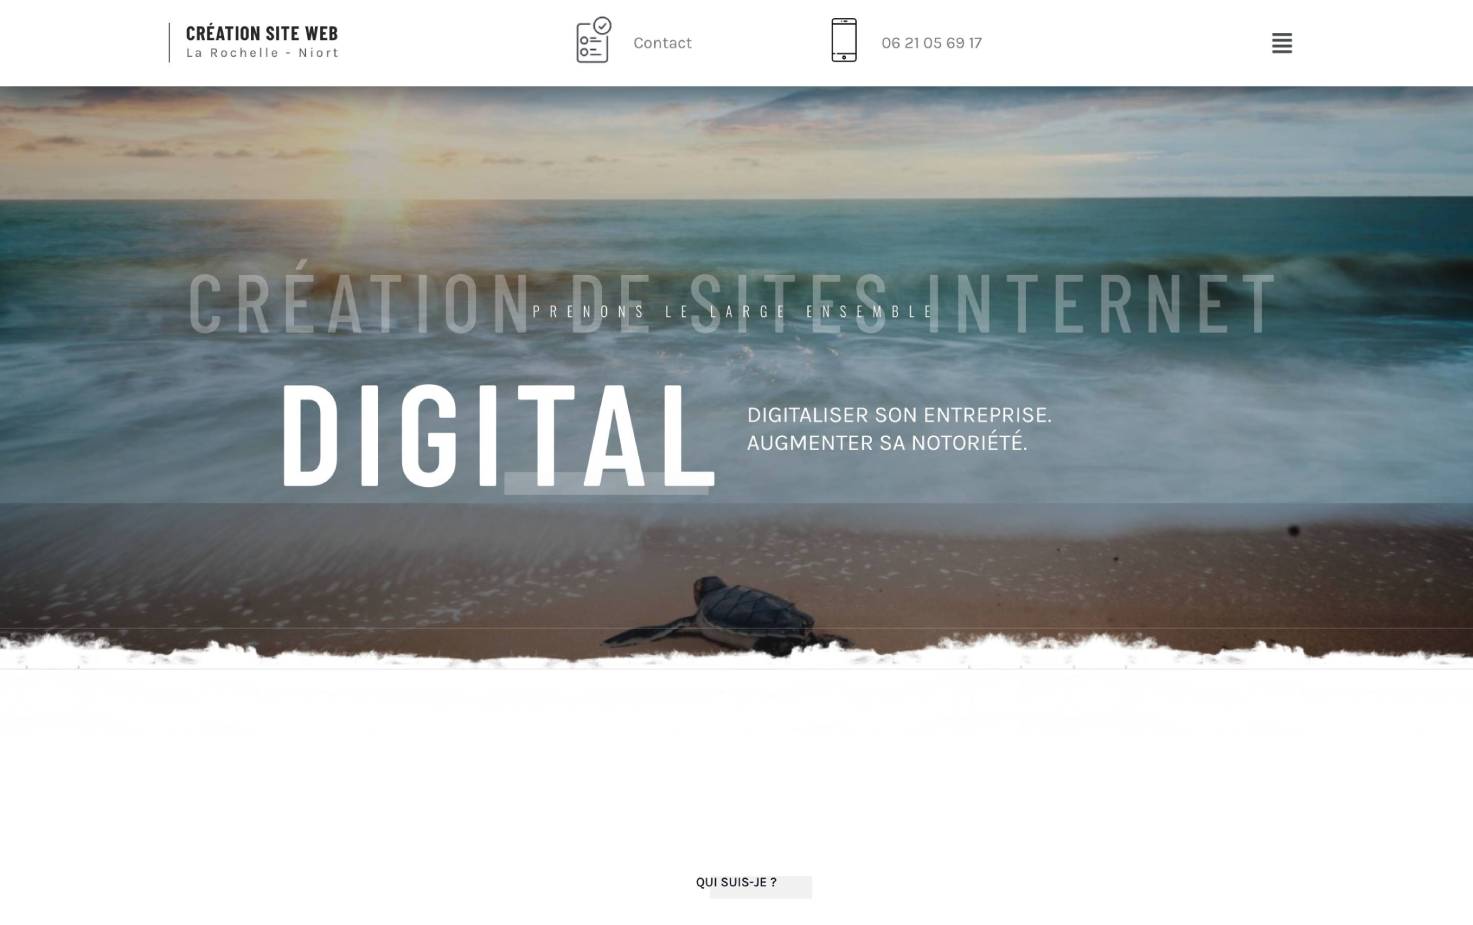 CRÉATION SITE WEB
La Rochelle - Niort
Contact
06 21 05 69 17
CRÉATION DE SITES INTERNET
PRENONS LE LARGE ENSEMBLE
DIGITAL
DIGITALISER SON ENTREPRISE.
AUGMENTER SA NOTORIÉTÉ.
QUI SUIS-JE ?